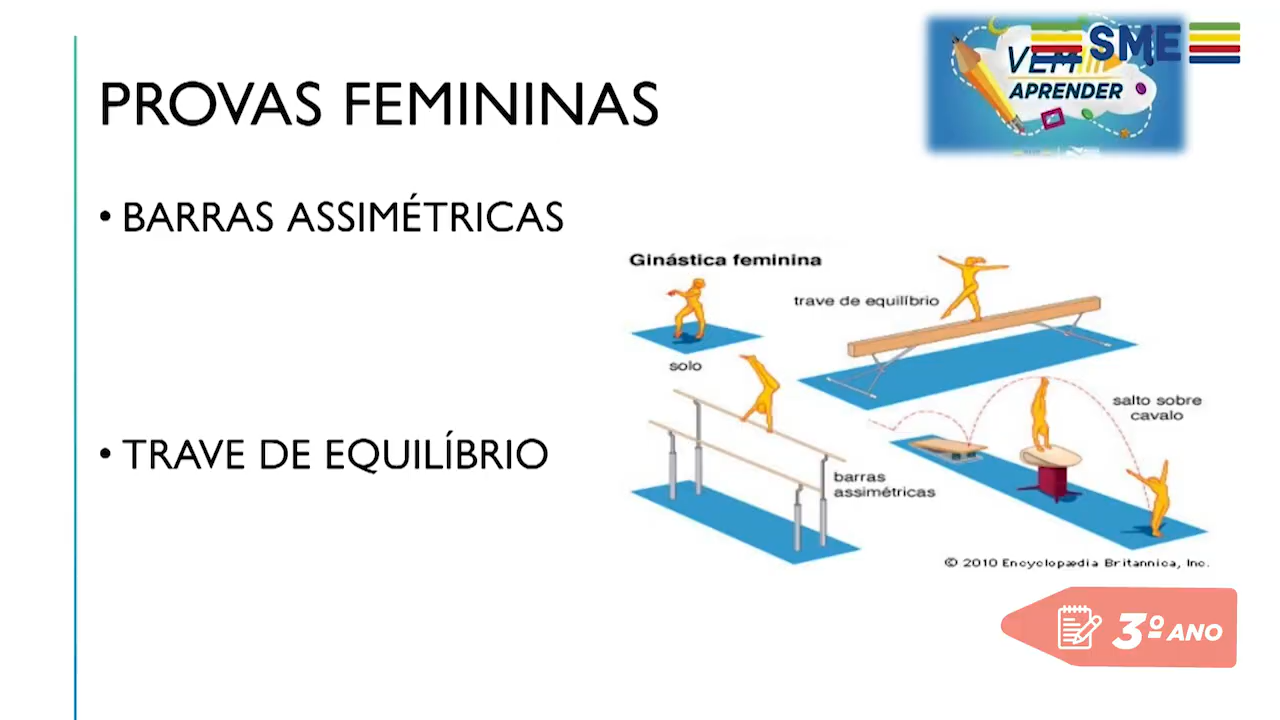 PROVAS FEMININAS
SME
VEM
APRENDER
• BARRAS ASSIMÉTRICAS
• TRAVE DE EQUILÍBRIO
Ginástica feminina
trave de equilíbrio
solo
salto sobre
cavalo
barras
assimétricas
© 2010 Encyclopædia Britannica, Inc.
3º ANO